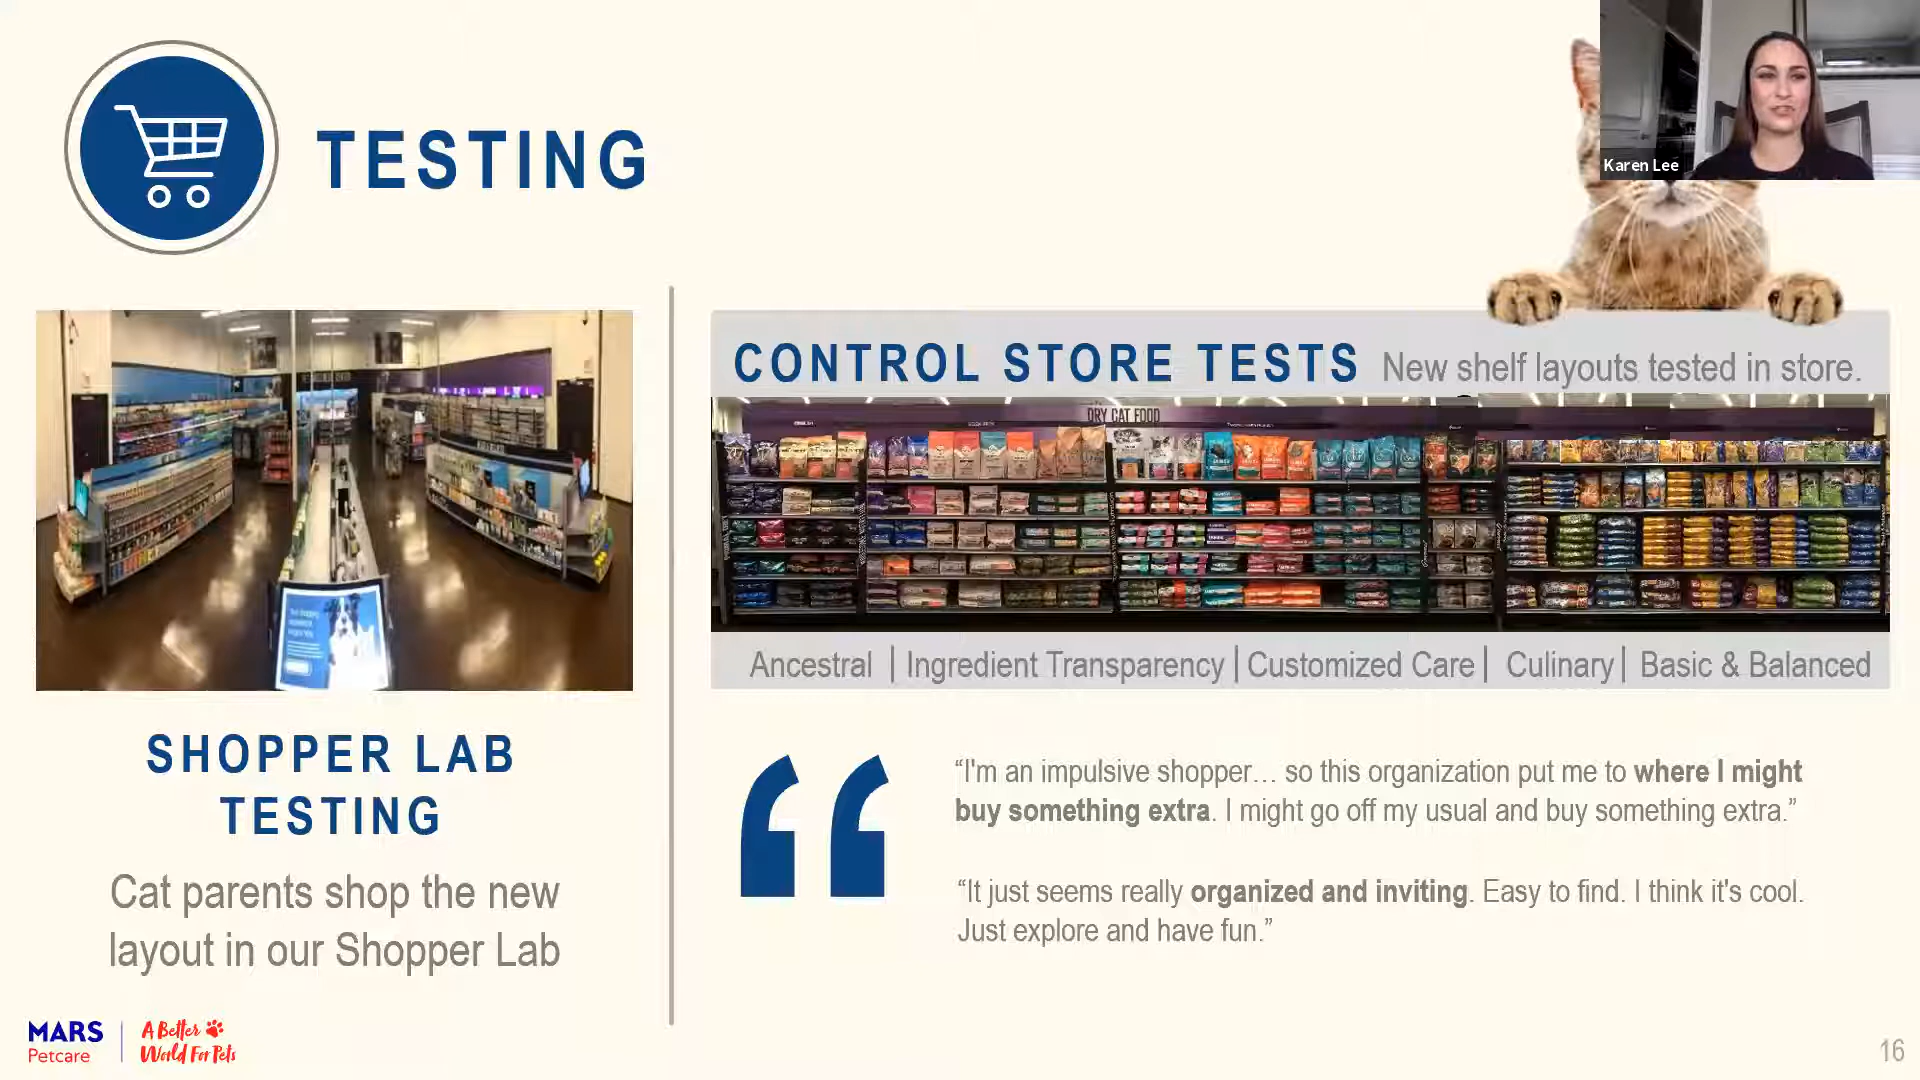 TESTING
Karen Lee
CONTROL STORE TESTS New shelf layouts tested in store.
DRY CAT FOOD
Ancestral | Ingredient Transparency | Customized Care | Culinary | Basic & Balanced
SHOPPER LAB
TESTING
Cat parents shop the new
layout in our Shopper Lab
“I'm an impulsive shopper… so this organization put me to where I might
buy something extra. I might go off my usual and buy something extra.”
“It just seems really organized and inviting. Easy to find. I think it's cool.
Just explore and have fun.”
MARS
Petcare
A Better
World For Pets
16